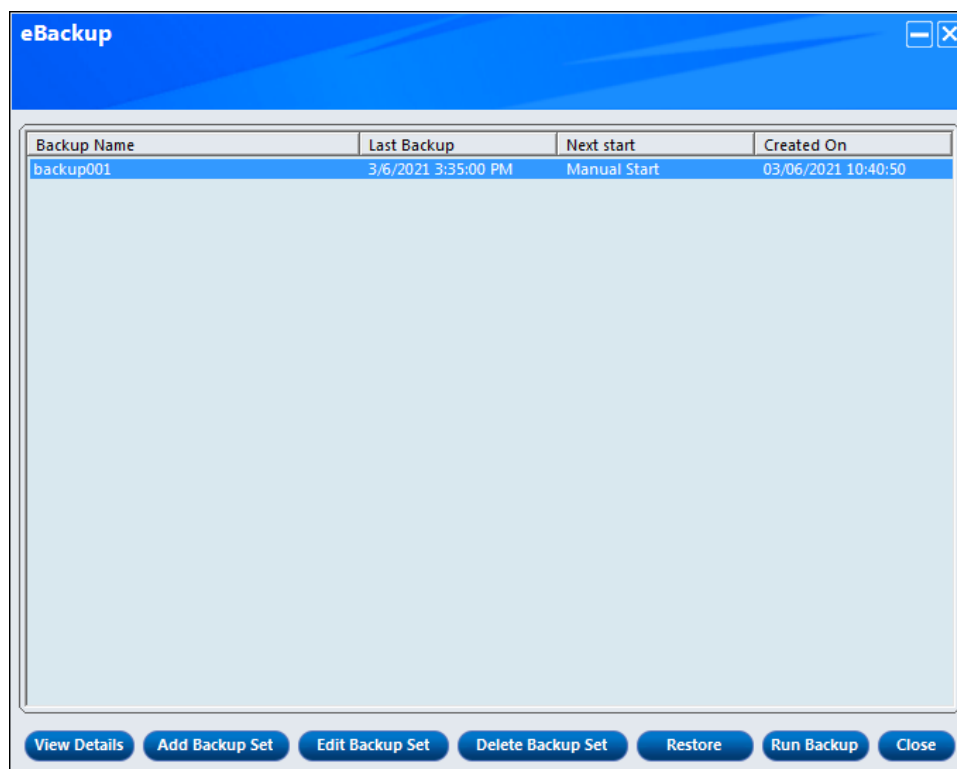 eBackup
Backup Name Last Backup Next start Created On
backup001 3/6/2021 3:35:00 PM Manual Start 03/06/2021 10:40:50
View Details Add Backup Set Edit Backup Set Delete Backup Set Restore Run Backup Close